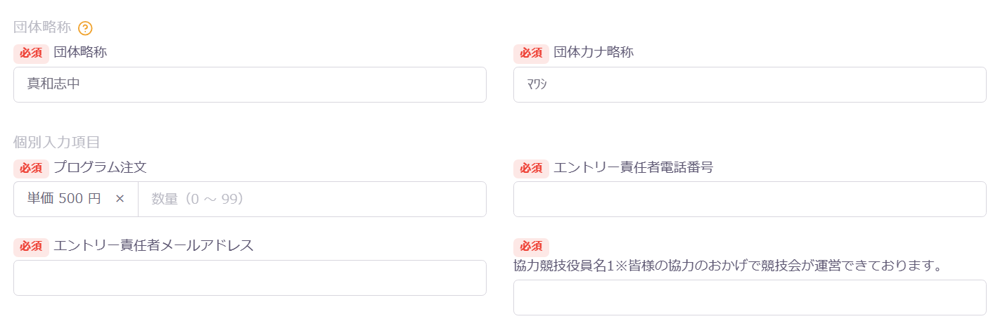 団体略称
必須 団体略称
必須 団体カナ略称
真和志中
ﾏﾜｼ
個別入力項目
必須 プログラム注文
必須 エントリー責任者電話番号
単価 500 円 × 数量（0 ～ 99）
必須 エントリー責任者メールアドレス
必須
協力競技役員名1※皆様の協力のおかげで競技会が運営できております。